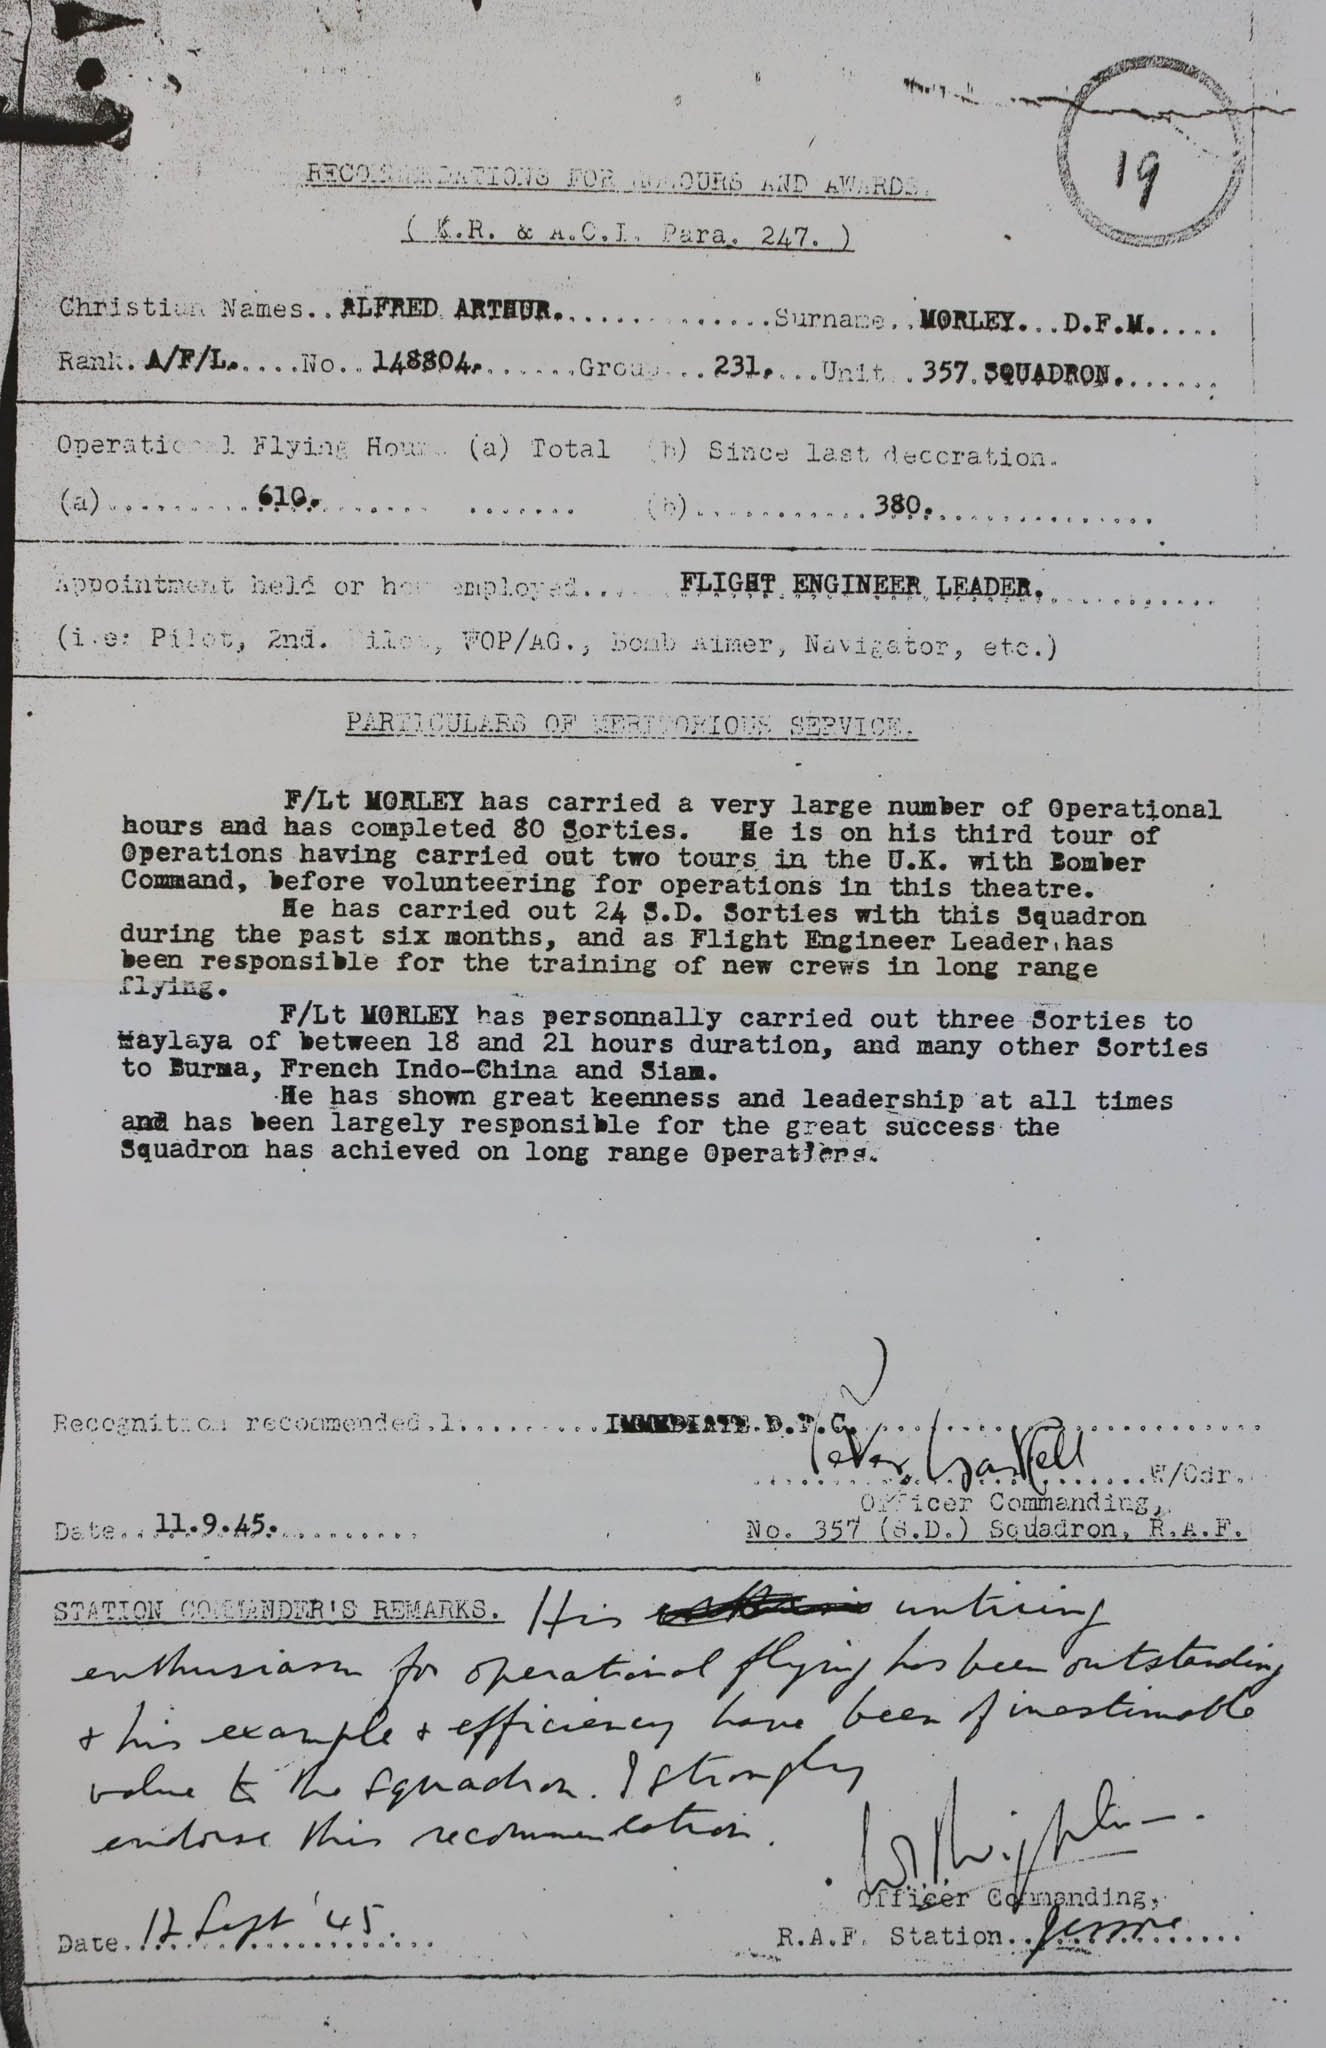 19
RECOMMENDATIONS FOR HONOURS AND AWARDS.
( K.R. & A.C.I. Para. 247. )
Christian Names.. ALFRED ARTHUR...............Surname..MORLEY...D.F.M.....
Rank. A/F/L.....No.. 148804........Group...231....Unit..357.SQUADRON........
Operational Flying Hours (a) Total (b) Since last decoration.
(a)............610............ ....... (b)............380................
Appointment held or how employed.... FLIGHT ENGINEER LEADER.............
(i.e: Pilot, 2nd. Pilot, WOP/AG., Bomb Aimer, Navigator, etc.)
PARTICULARS OF MERITORIOUS SERVICE.
F/Lt MORLEY has carried a very large number of Operational
hours and has completed 80 Sorties. He is on his third tour of
Operations having carried out two tours in the U.K. with Bomber
Command, before volunteering for operations in this theatre.
He has carried out 24 S.D. Sorties with this Squadron
during the past six months, and as Flight Engineer Leader, has
been responsible for the training of new crews in long range
flying.
F/Lt MORLEY has personnally carried out three Sorties to
Maylaya of between 18 and 21 hours duration, and many other Sorties
to Burma, French Indo-China and Siam.
He has shown great keenness and leadership at all times
and has been largely responsible for the great success the
Squadron has achieved on long range Operations.
Recognition recommended.1.........IMMEDIATE.D.F.C...........................
W/Cdr.
Officer Commanding,
Date..11.9.45........... No. 357 (S.D.) Squadron, R.A.F.
STATION COMMANDER'S REMARKS. His untiring
enthusiasm for operational flying has been outstanding
& his example & efficiency have been of inestimable
value to the squadron. I strongly
endorse this recommendation.
Officer Commanding,
Date. 12 Sept '45. R.A.F. Station..Jessore